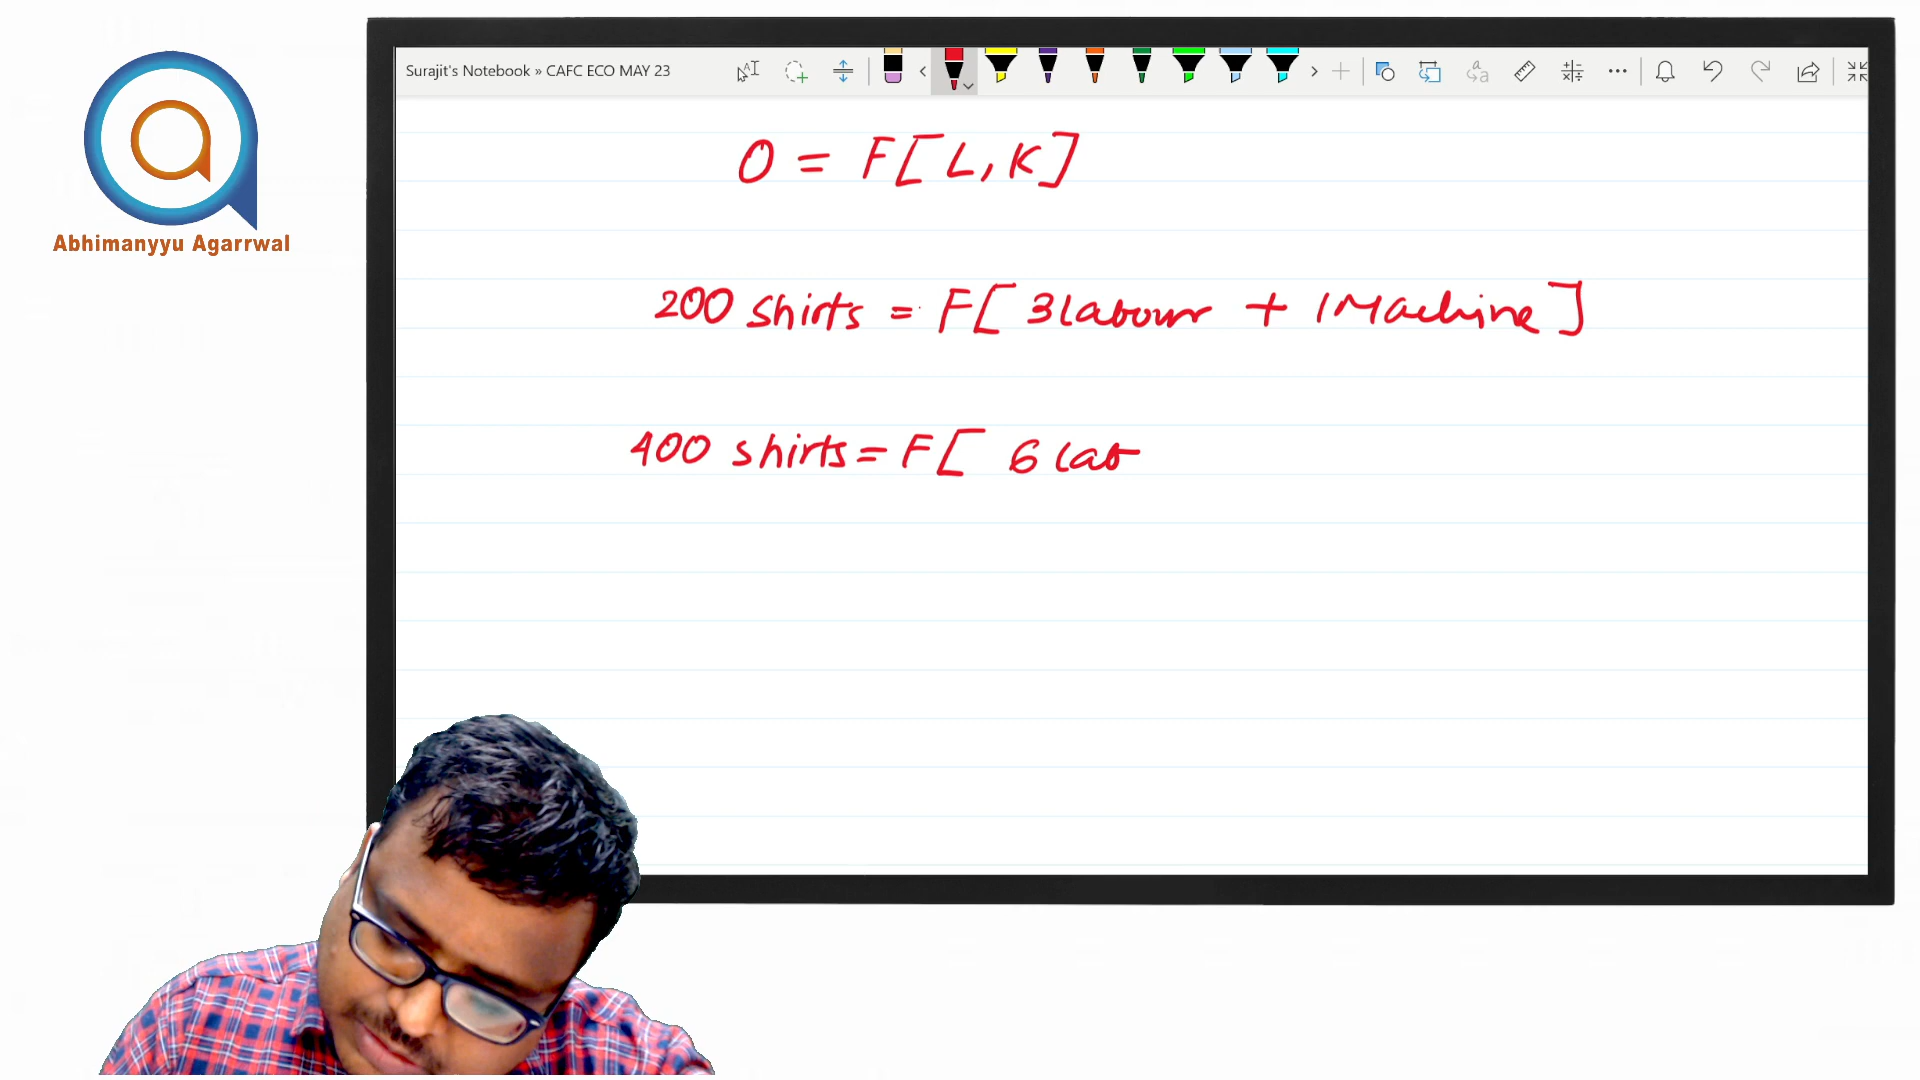 Surajit's Notebook » CAFC ECO MAY 23
Abhimanyyu Agarrwal
O = F[L, K]
200 shirts = F[ 3 labour + 1 Machine ]
400 shirts = F[ 6 lab